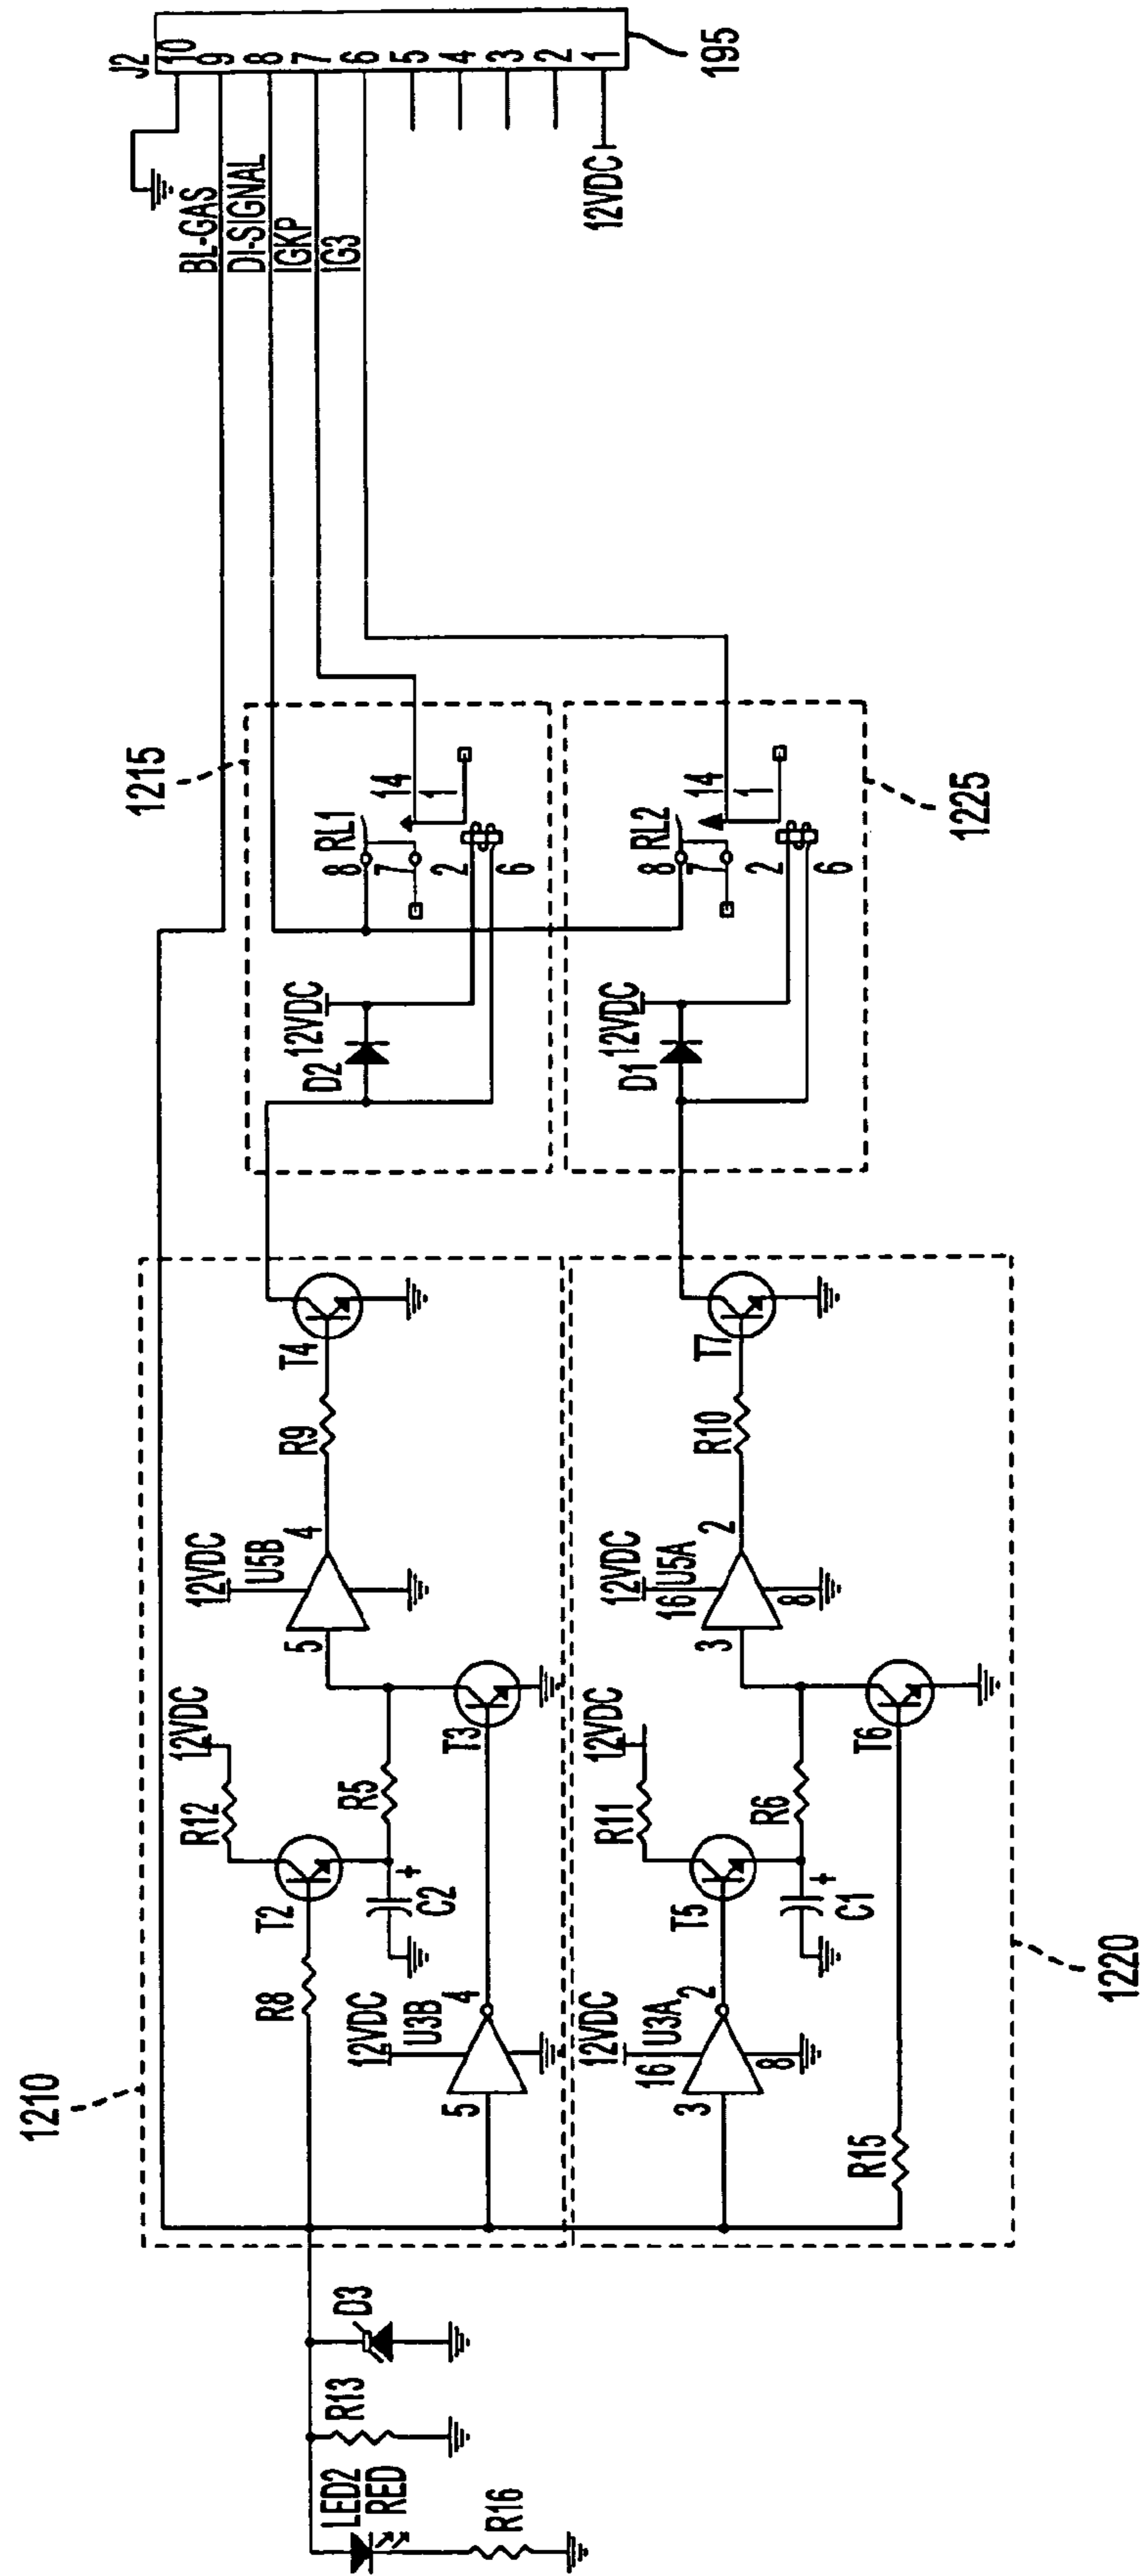 J2
10
9
8
7
6
5
4
3
2
1
195
BL-GAS
DI-SIGNAL
IGKP
IG3
12VDC
1215
RL1
14
1
8
7
2
6
12VDC
D2
1225
RL2
14
1
8
7
2
6
12VDC
D1
1210
T4
R9
4
U5B
12VDC
5
12VDC
R12
R5
T3
T2
C2
+
R8
4
U3B
12VDC
5
1220
T7
R10
2
U5A
12VDC
16
8
3
12VDC
R11
R6
T6
T5
C1
+
2
U3A
12VDC
16
8
3
R15
D3
R13
LED2
RED
R16